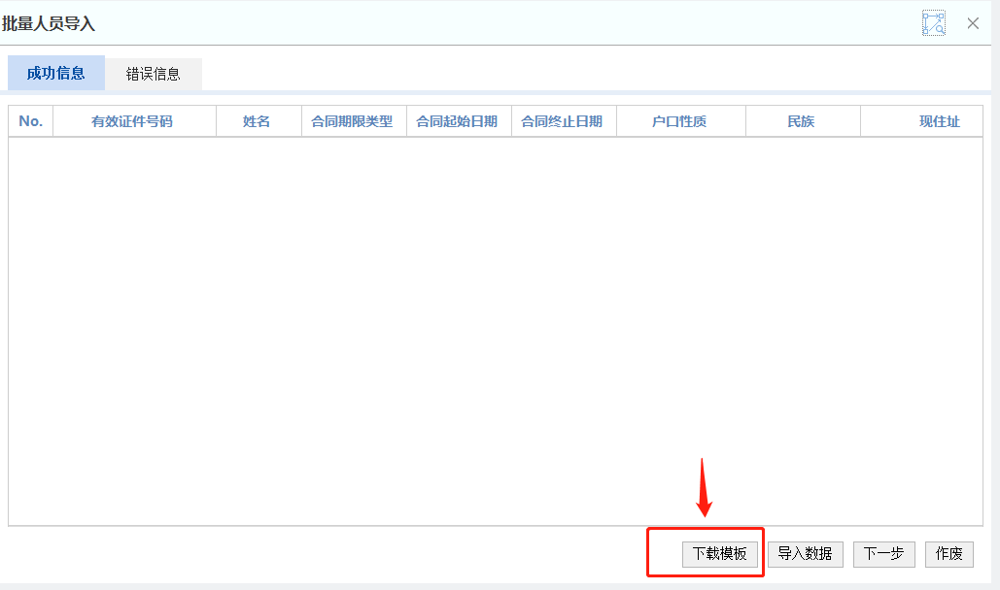 批量人员导入
成功信息 错误信息
No. 有效证件号码 姓名 合同期限类型 合同起始日期 合同终止日期 户口性质 民族 现住址
下载模板 导入数据 下一步 作废